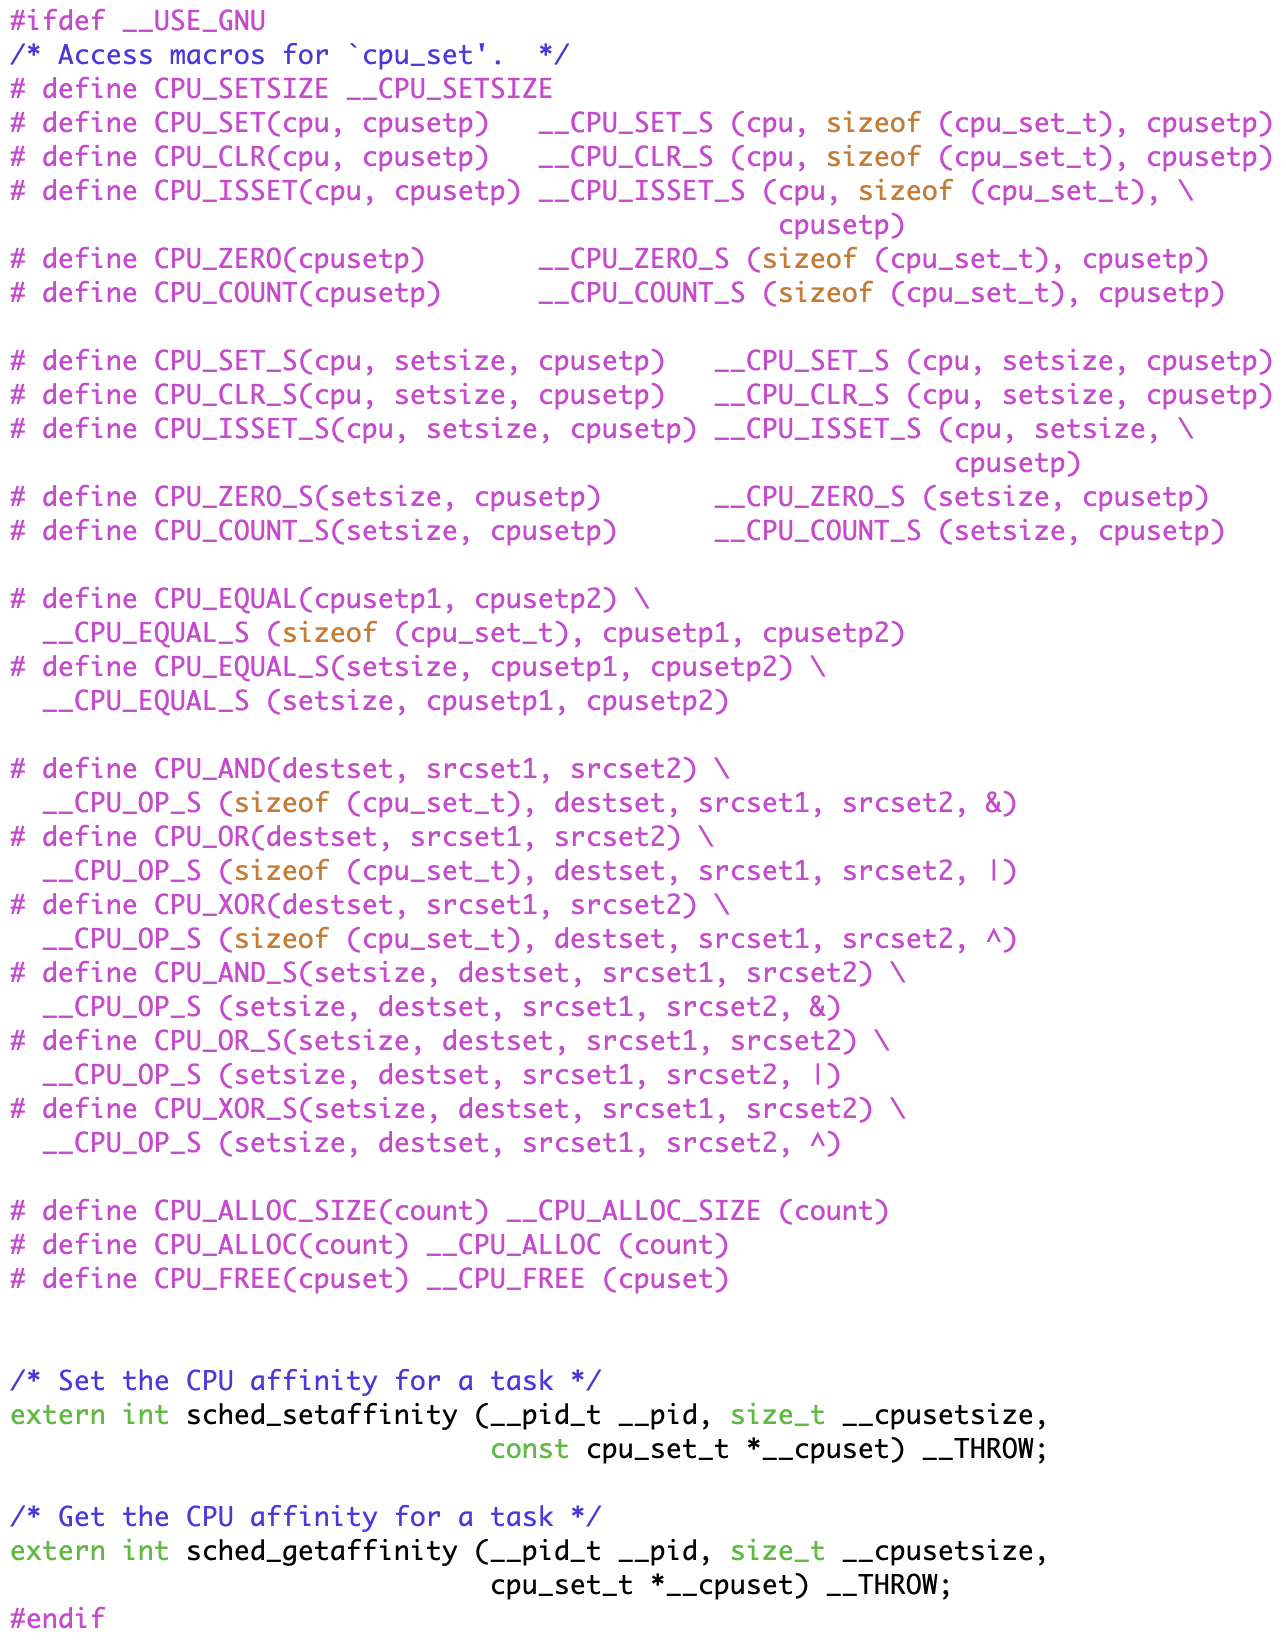 #ifdef __USE_GNU
/* Access macros for `cpu_set'.  */
# define CPU_SETSIZE __CPU_SETSIZE
# define CPU_SET(cpu, cpusetp)   __CPU_SET_S (cpu, sizeof (cpu_set_t), cpusetp)
# define CPU_CLR(cpu, cpusetp)   __CPU_CLR_S (cpu, sizeof (cpu_set_t), cpusetp)
# define CPU_ISSET(cpu, cpusetp) __CPU_ISSET_S (cpu, sizeof (cpu_set_t), \
                                                cpusetp)
# define CPU_ZERO(cpusetp)       __CPU_ZERO_S (sizeof (cpu_set_t), cpusetp)
# define CPU_COUNT(cpusetp)      __CPU_COUNT_S (sizeof (cpu_set_t), cpusetp)

# define CPU_SET_S(cpu, setsize, cpusetp)   __CPU_SET_S (cpu, setsize, cpusetp)
# define CPU_CLR_S(cpu, setsize, cpusetp)   __CPU_CLR_S (cpu, setsize, cpusetp)
# define CPU_ISSET_S(cpu, setsize, cpusetp) __CPU_ISSET_S (cpu, setsize, \
                                                           cpusetp)
# define CPU_ZERO_S(setsize, cpusetp)       __CPU_ZERO_S (setsize, cpusetp)
# define CPU_COUNT_S(setsize, cpusetp)      __CPU_COUNT_S (setsize, cpusetp)

# define CPU_EQUAL(cpusetp1, cpusetp2) \
  __CPU_EQUAL_S (sizeof (cpu_set_t), cpusetp1, cpusetp2)
# define CPU_EQUAL_S(setsize, cpusetp1, cpusetp2) \
  __CPU_EQUAL_S (setsize, cpusetp1, cpusetp2)

# define CPU_AND(destset, srcset1, srcset2) \
  __CPU_OP_S (sizeof (cpu_set_t), destset, srcset1, srcset2, &)
# define CPU_OR(destset, srcset1, srcset2) \
  __CPU_OP_S (sizeof (cpu_set_t), destset, srcset1, srcset2, |)
# define CPU_XOR(destset, srcset1, srcset2) \
  __CPU_OP_S (sizeof (cpu_set_t), destset, srcset1, srcset2, ^)
# define CPU_AND_S(setsize, destset, srcset1, srcset2) \
  __CPU_OP_S (setsize, destset, srcset1, srcset2, &)
# define CPU_OR_S(setsize, destset, srcset1, srcset2) \
  __CPU_OP_S (setsize, destset, srcset1, srcset2, |)
# define CPU_XOR_S(setsize, destset, srcset1, srcset2) \
  __CPU_OP_S (setsize, destset, srcset1, srcset2, ^)

# define CPU_ALLOC_SIZE(count) __CPU_ALLOC_SIZE (count)
# define CPU_ALLOC(count) __CPU_ALLOC (count)
# define CPU_FREE(cpuset) __CPU_FREE (cpuset)


/* Set the CPU affinity for a task */
extern int sched_setaffinity (__pid_t __pid, size_t __cpusetsize,
                              const cpu_set_t *__cpuset) __THROW;

/* Get the CPU affinity for a task */
extern int sched_getaffinity (__pid_t __pid, size_t __cpusetsize,
                              cpu_set_t *__cpuset) __THROW;
#endif